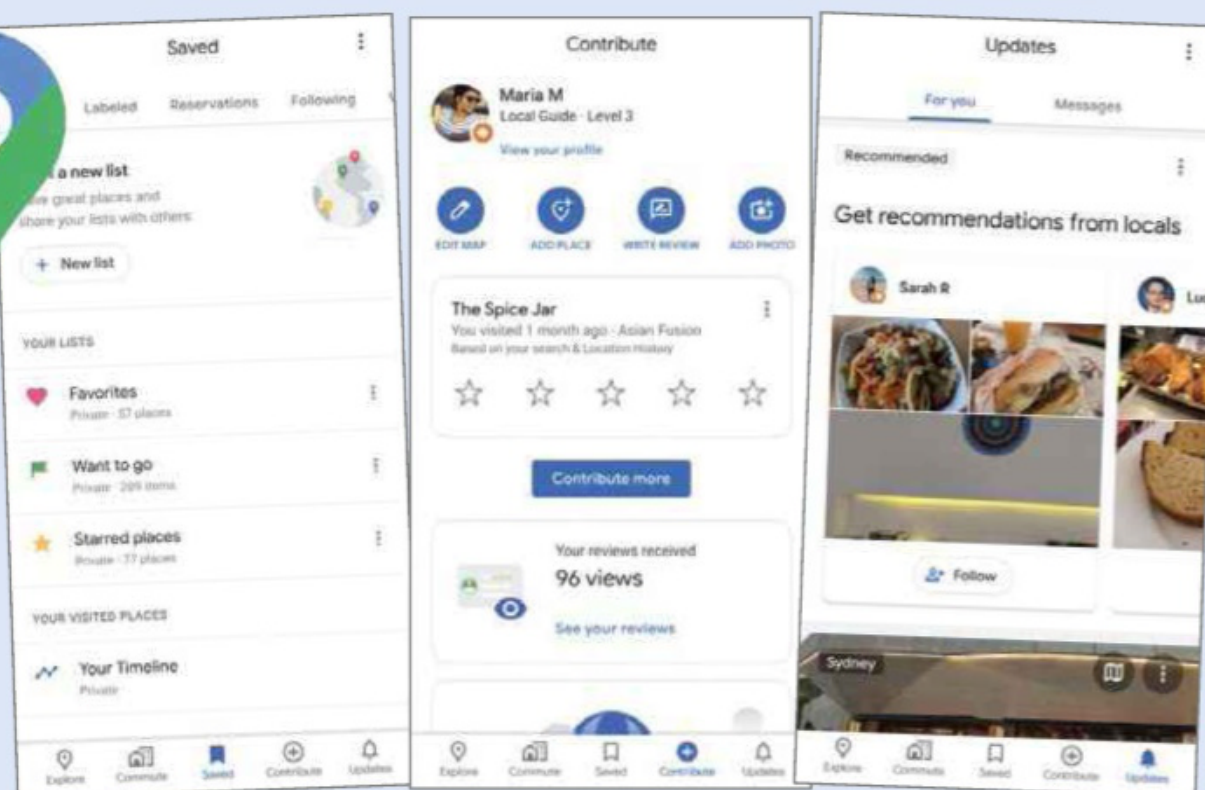 Saved
Labeled
Reservations
Following
a new list
great places and
share your lists with others
+ New list
YOUR LISTS
Favorites
Private · 57 places
Want to go
Private · 209 items
Starred places
Private · 77 places
YOUR VISITED PLACES
Your Timeline
Private
Explore
Commute
Saved
Contribute
Updates
Contribute
Maria M
Local Guide · Level 3
View your profile
EDIT MAP
ADD PLACE
WRITE REVIEW
ADD PHOTO
The Spice Jar
You visited 1 month ago · Asian Fusion
Based on your search & Location History
Contribute more
Your reviews received
96 views
See your reviews
Explore
Commute
Saved
Contribute
Updates
Updates
For you
Messages
Recommended
Get recommendations from locals
Sarah R
Follow
Sydney
Explore
Commute
Saved
Contribute
Updates